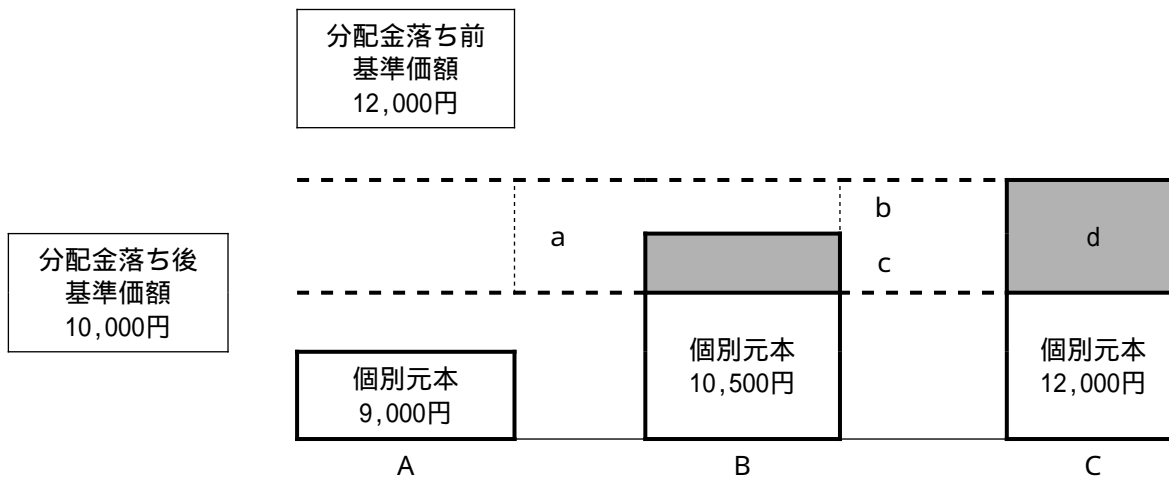 分配金落ち前
基準価額
12,000円
a
b
c
d
分配金落ち後
基準価額
10,000円
個別元本
9,000円
個別元本
10,500円
個別元本
12,000円
A
B
C